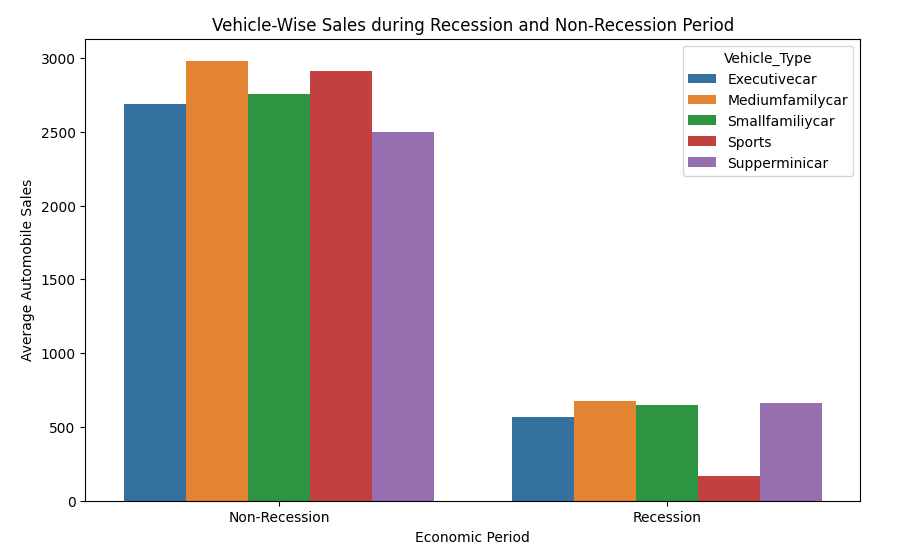 Vehicle-Wise Sales during Recession and Non-Recession Period
Vehicle_Type
Executivecar
Mediumfamilycar
Smallfamiliycar
Sports
Supperminicar
Average Automobile Sales
3000
2500
2000
1500
1000
500
0
Non-Recession
Recession
Economic Period